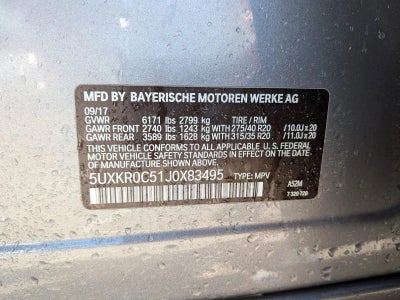 MFD BY BAYERISCHE MOTOREN WERKE AG
09/17
GVWR 6171 lbs 2799 kg TIRE / RIM
GAWR FRONT 2740 lbs 1243 kg WITH 275/40 R20 /10.0J x 20
GAWR REAR 3589 lbs 1628 kg WITH 315/35 R20 /11.0J x 20
THIS VEHICLE CONFORMS TO ALL APPLICABLE
U.S. FEDERAL MOTOR VEHICLE SAFETY STANDARDS
IN EFFECT ON THE DATE OF MANUFACTURE SHOWN ABOVE.
5UXKR0C51J0X83495 TYPE: MPV
A52M
7 320 720